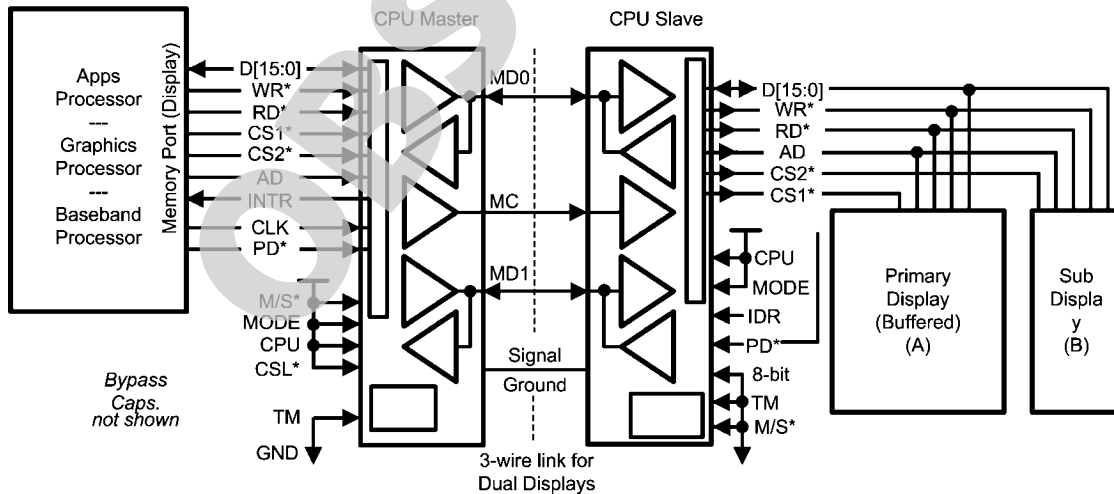 CPU Master
CPU Slave
Apps
Processor
---
Graphics
Processor
---
Baseband
Processor
Memory Port (Display)
D[15:0]
WR*
RD*
CS1*
CS2*
AD
INTR
CLK
PD*
M/S*
MODE
CPU
CSL*
TM
GND
Bypass
Caps.
not shown
MD0
MC
MD1
Signal
Ground
3-wire link for
Dual Displays
D[15:0]
WR*
RD*
AD
CS2*
CS1*
CPU
MODE
IDR
PD*
8-bit
TM
M/S*
Primary
Display
(Buffered)
(A)
Sub
Displa
y
(B)
OBS